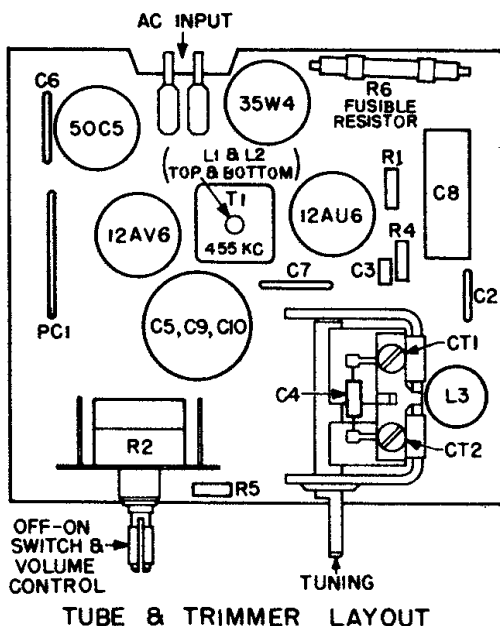 AC INPUT
C6
50C5
35W4
R6
FUSIBLE
RESISTOR
(L1 & L2
TOP & BOTTOM)
T1
455 KC
R1
C8
12AV6
12AU6
R4
C3
C7
C2
PC1
C5, C9, C10
CT1
C4
L3
R2
CT2
R5
OFF-ON
SWITCH &
VOLUME
CONTROL
TUNING
TUBE & TRIMMER LAYOUT